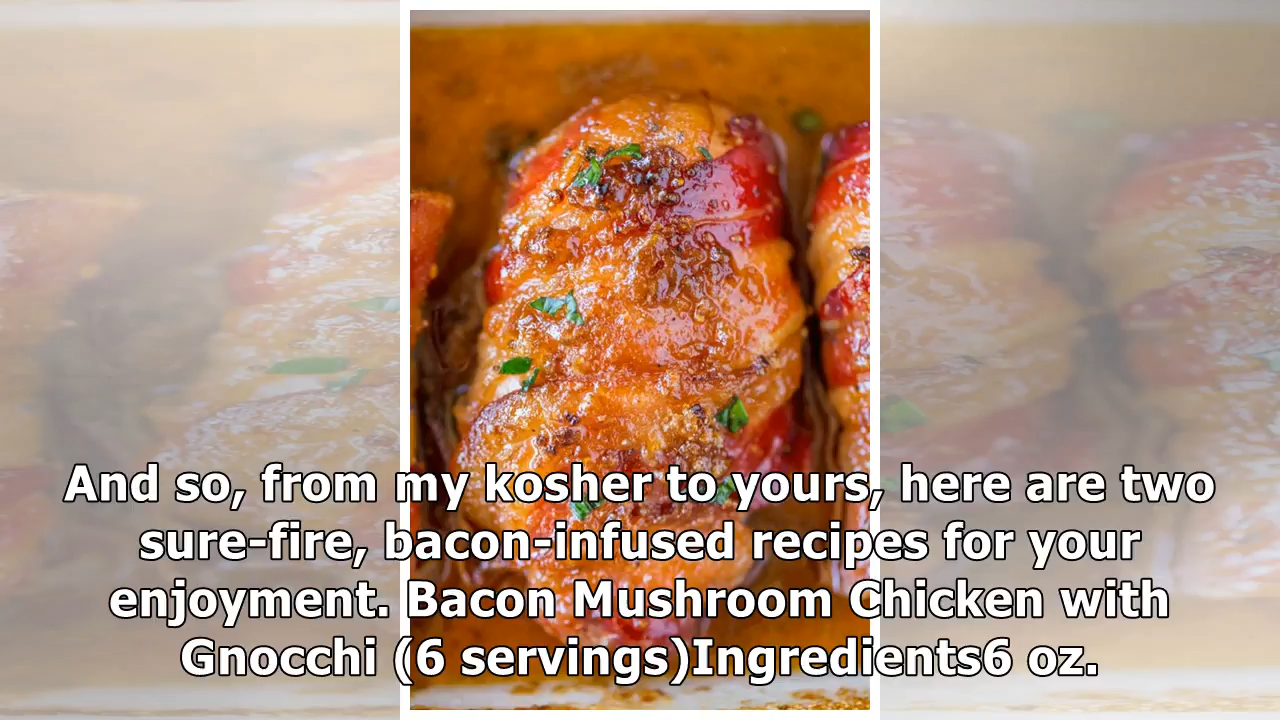 And so, from my kosher to yours, here are two
sure-fire, bacon-infused recipes for your
enjoyment. Bacon Mushroom Chicken with
Gnocchi (6 servings)Ingredients6 oz.